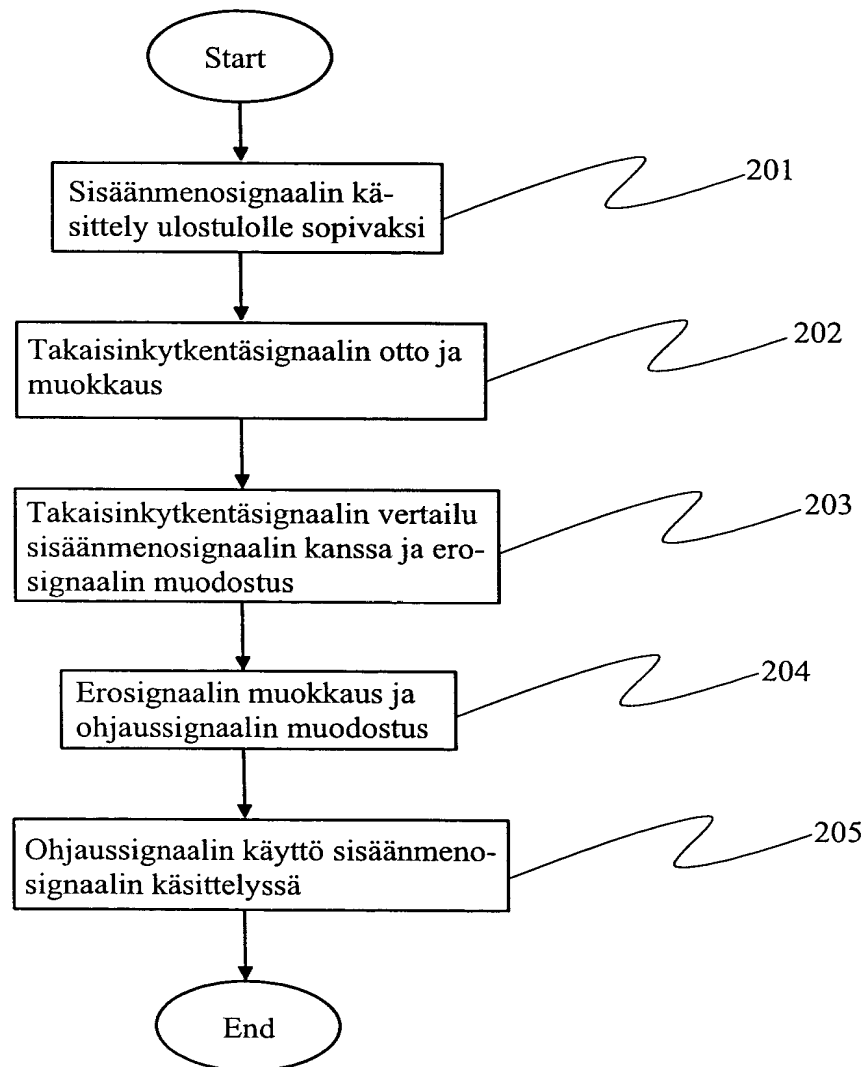 Start
Sisäänmenosignaalin kä-
sittely ulostulolle sopivaksi
201
Takaisinkytkentäsignaalin otto ja
muokkaus
202
Takaisinkytkentäsignaalin vertailu
sisäänmenosignaalin kanssa ja ero-
signaalin muodostus
203
Erosignaalin muokkaus ja
ohjaussignaalin muodostus
204
Ohjaussignaalin käyttö sisäänmeno-
signaalin käsittelyssä
205
End